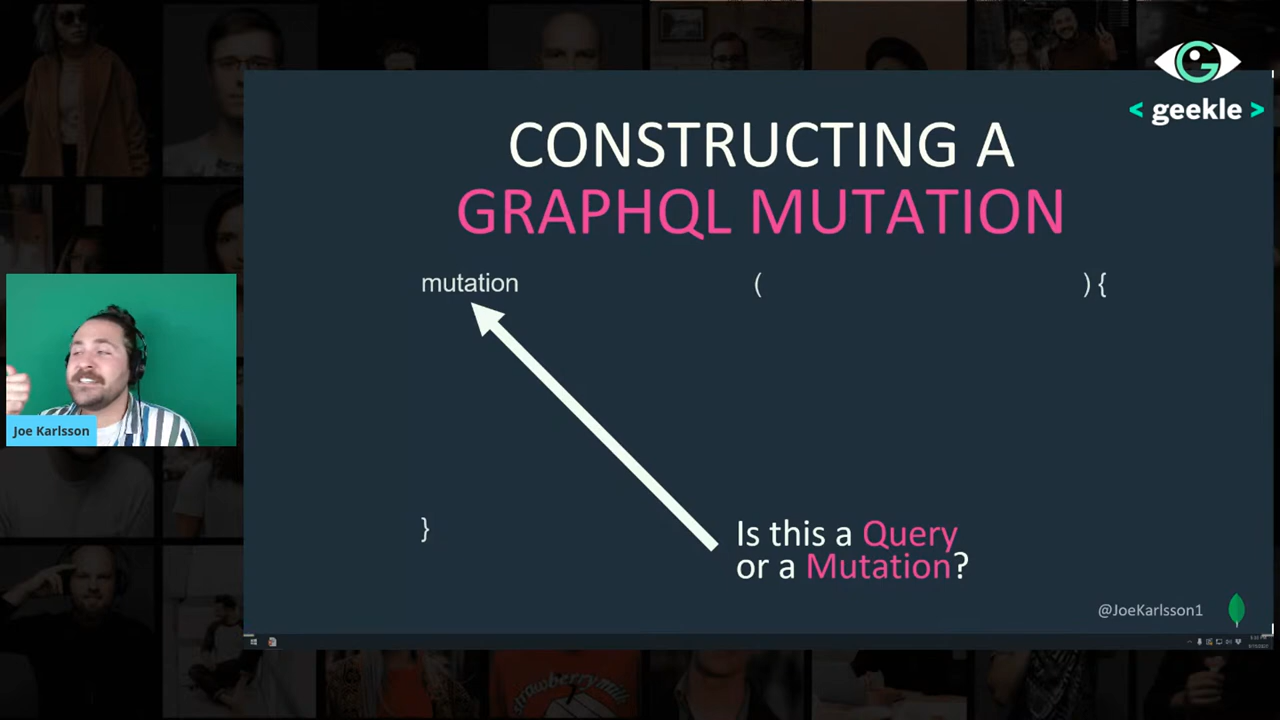 < geekle >
CONSTRUCTING A
GRAPHQL MUTATION
mutation ( ) {
}
Is this a Query
or a Mutation?
Joe Karlsson
@JoeKarlsson1